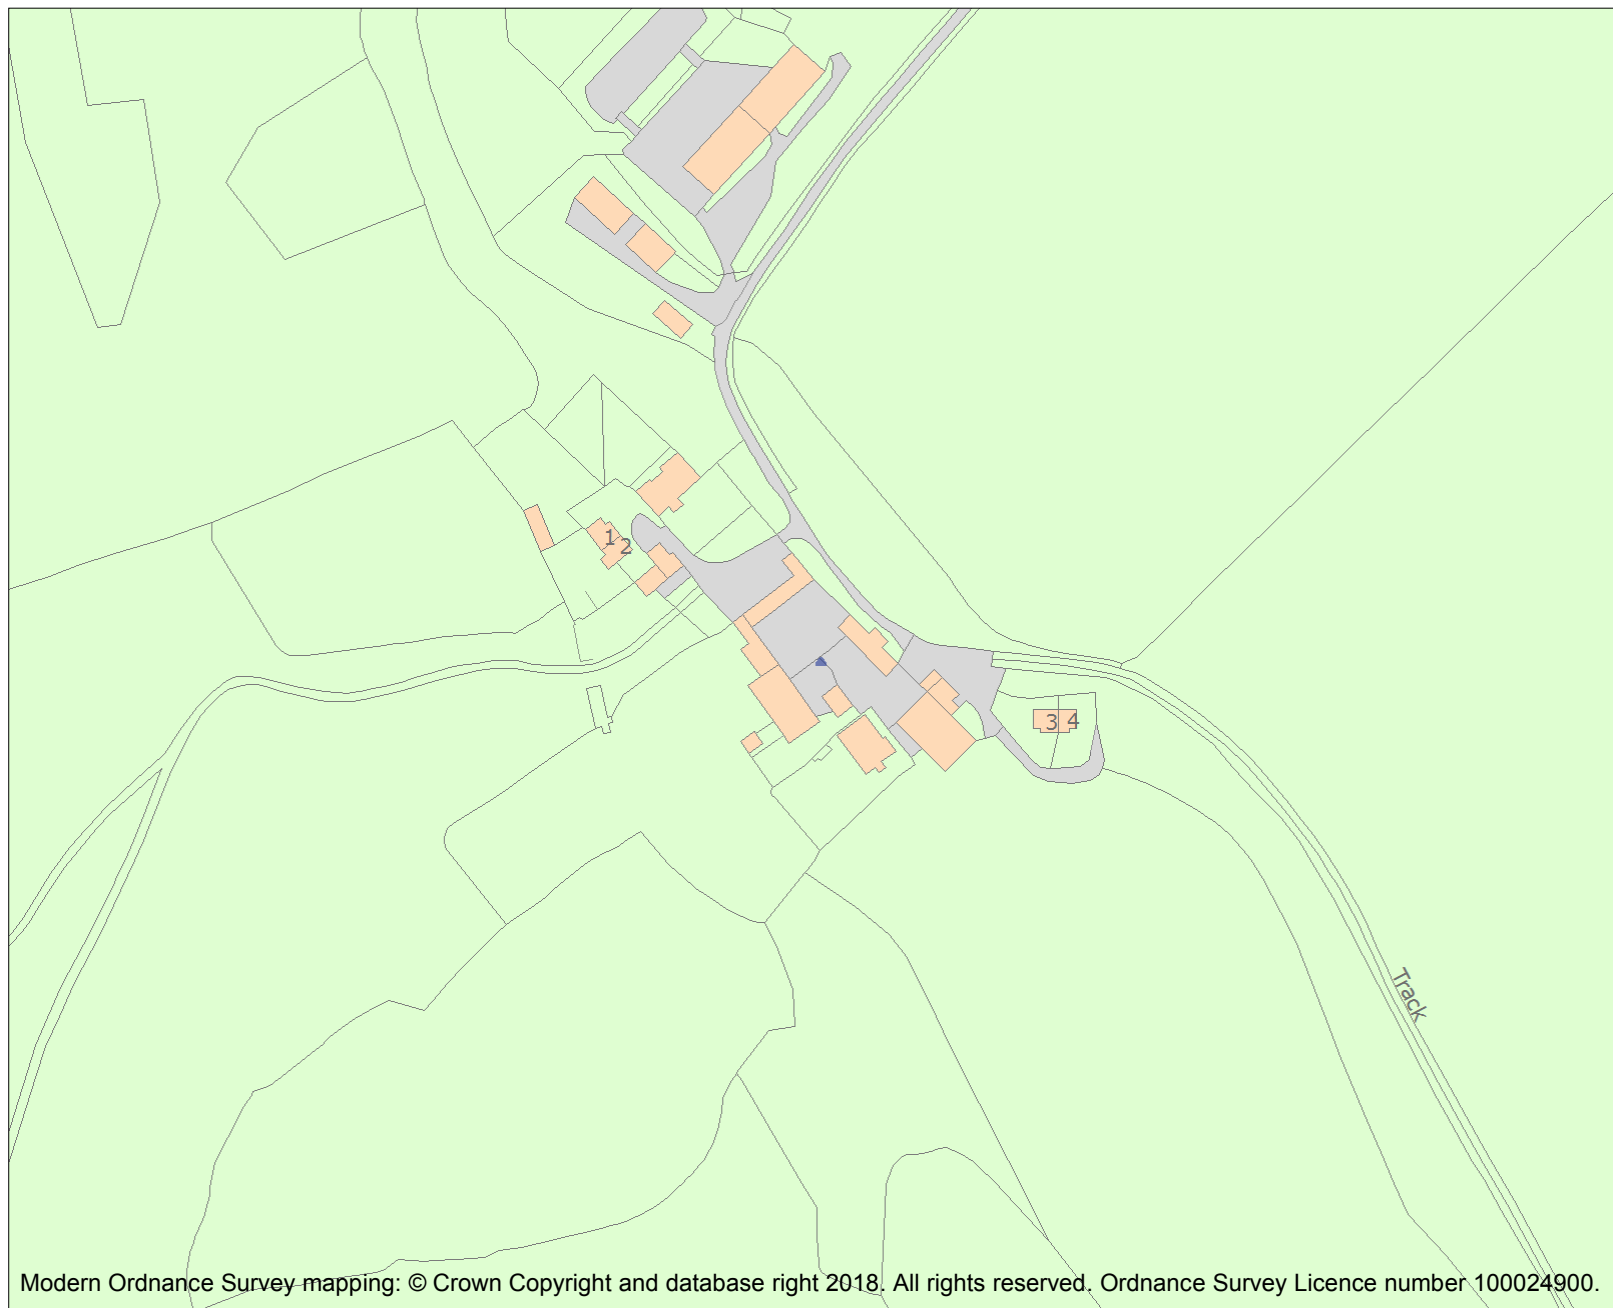 1
2
3 4
Track
Modern Ordnance Survey mapping: © Crown Copyright and database right 2018. All rights reserved. Ordnance Survey Licence number 100024900.